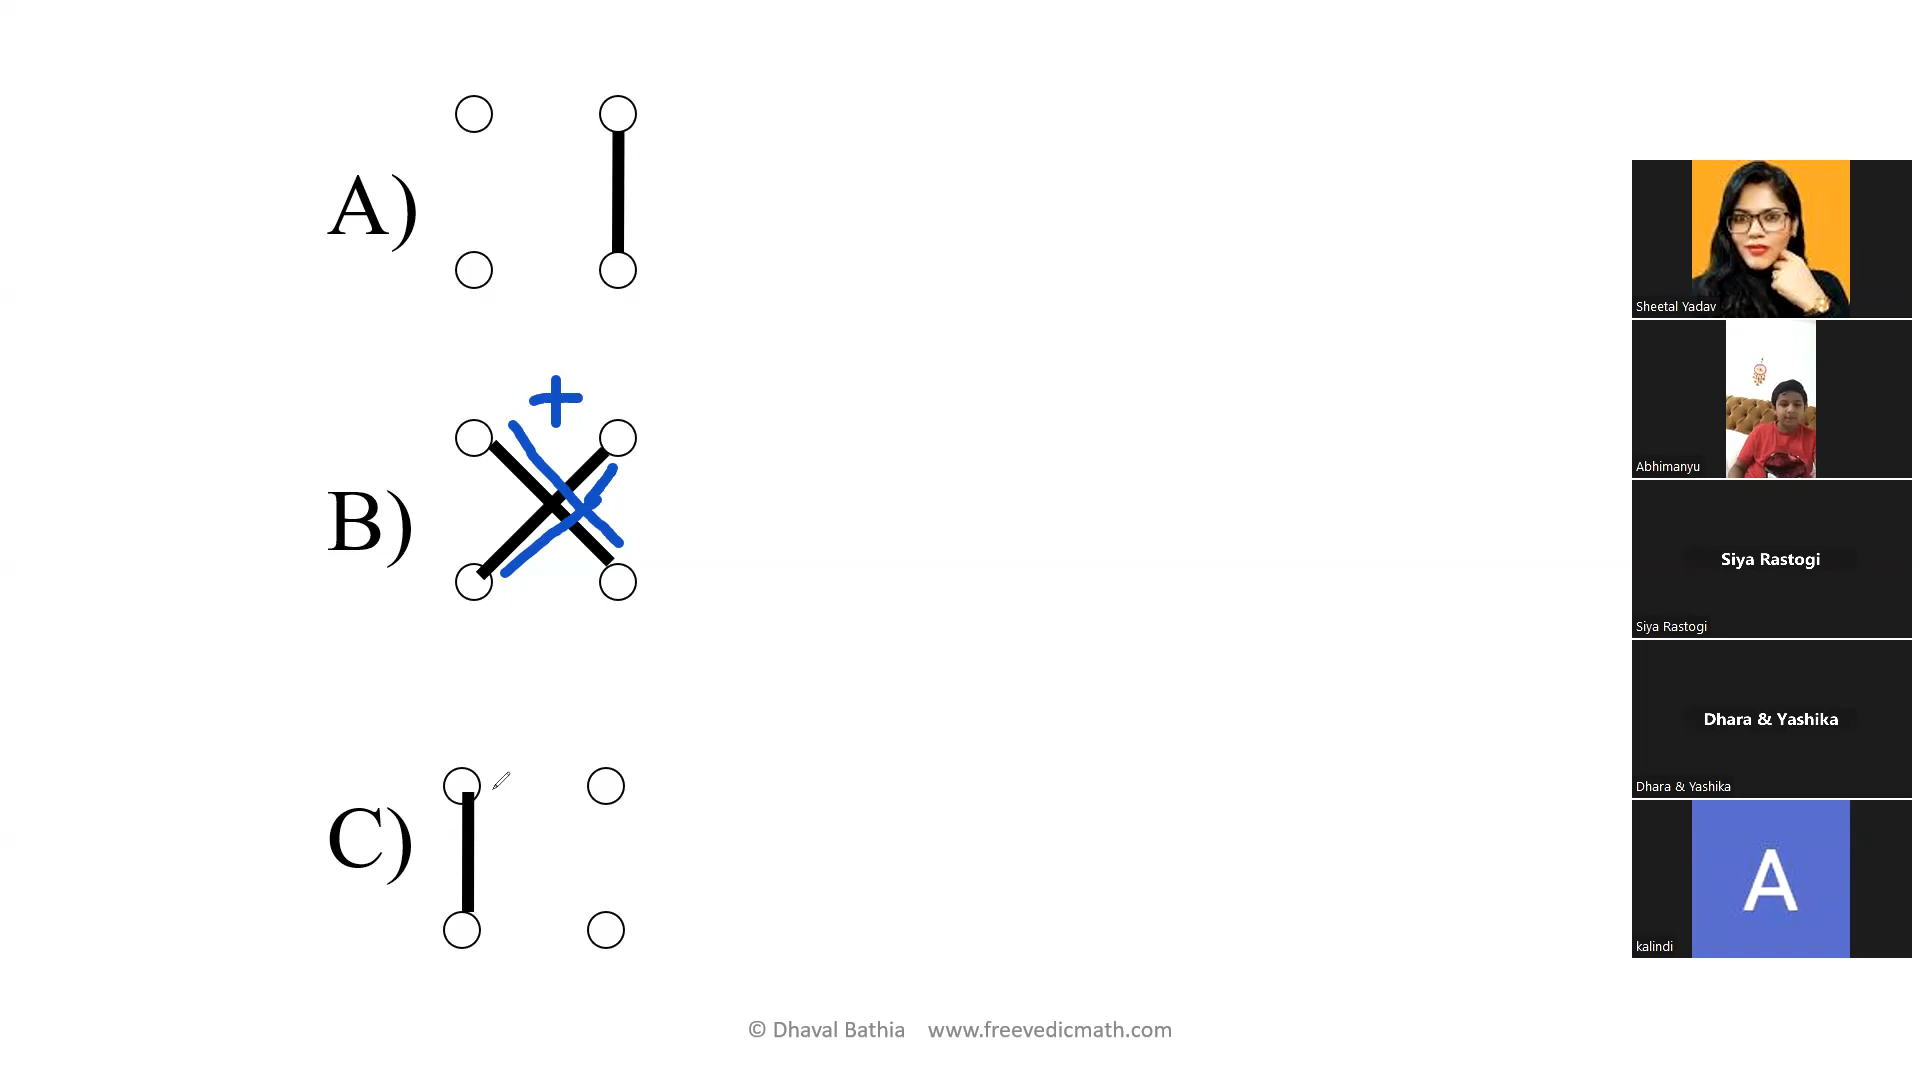 A)
+
B)
C)
© Dhaval Bathia www.freevedicmath.com
Sheetal Yadav
Abhimanyu
Siya Rastogi
Siya Rastogi
Dhara & Yashika
Dhara & Yashika
A
kalindi